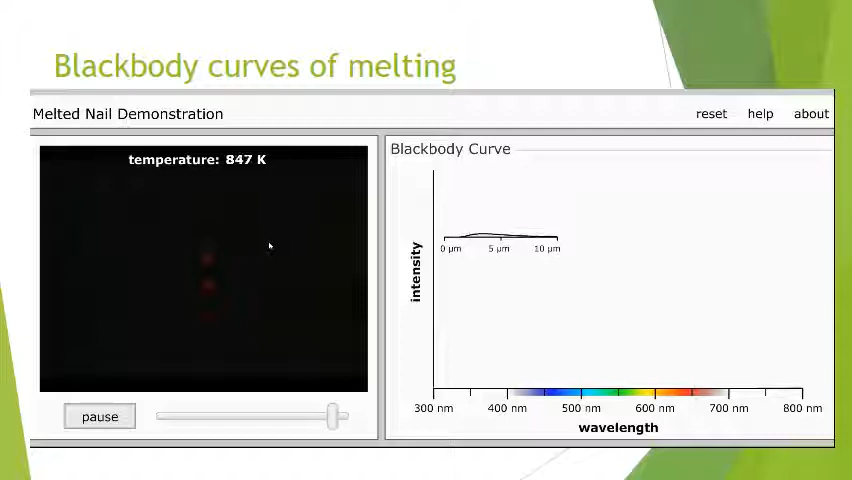 Blackbody curves of melting
Melted Nail Demonstration
reset help about
temperature: 847 K
Blackbody Curve
intensity
0 µm 5 µm 10 µm
pause
300 nm 400 nm 500 nm 600 nm 700 nm 800 nm
wavelength